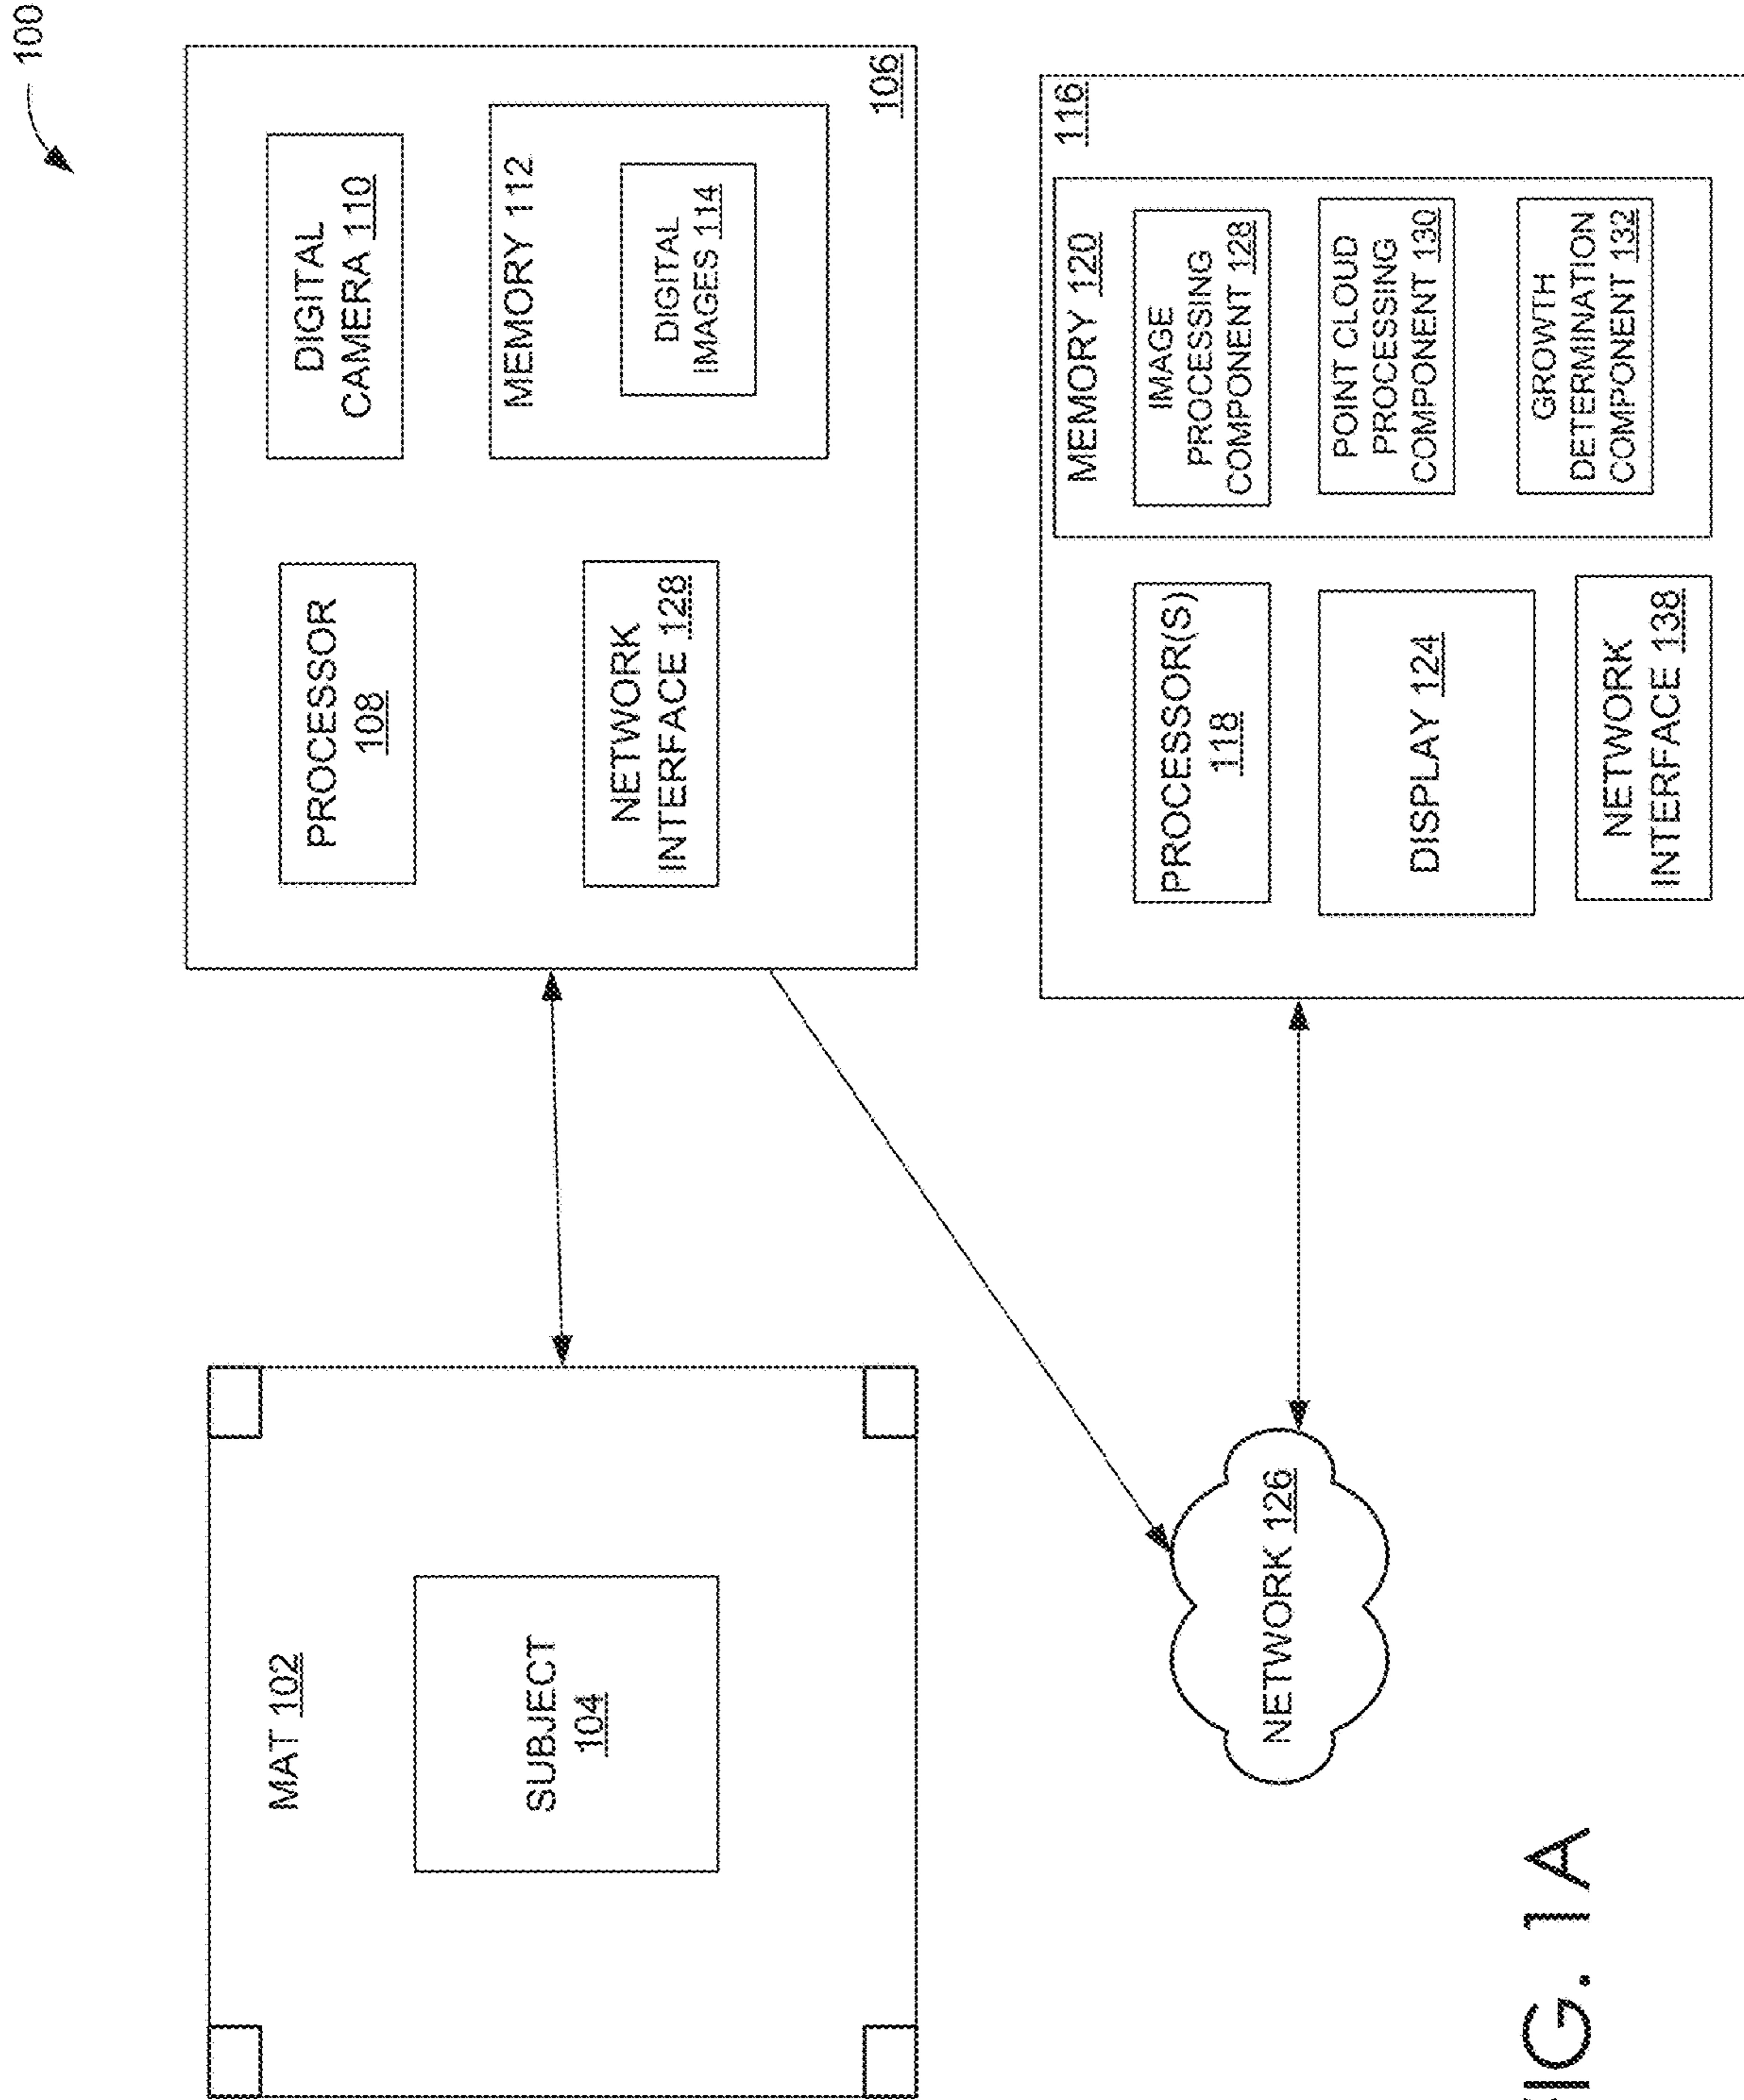 100
MAT 102
SUBJECT
104
PROCESSOR
108
DIGITAL
CAMERA 110
NETWORK
INTERFACE 128
MEMORY 112
DIGITAL
IMAGES 114
106
NETWORK 126
116
PROCESSOR(S)
118
DISPLAY 124
NETWORK
INTERFACE 138
MEMORY 120
IMAGE
PROCESSING
COMPONENT 128
POINT CLOUD
PROCESSING
COMPONENT 130
GROWTH
DETERMINATION
COMPONENT 132
FIG. 1A